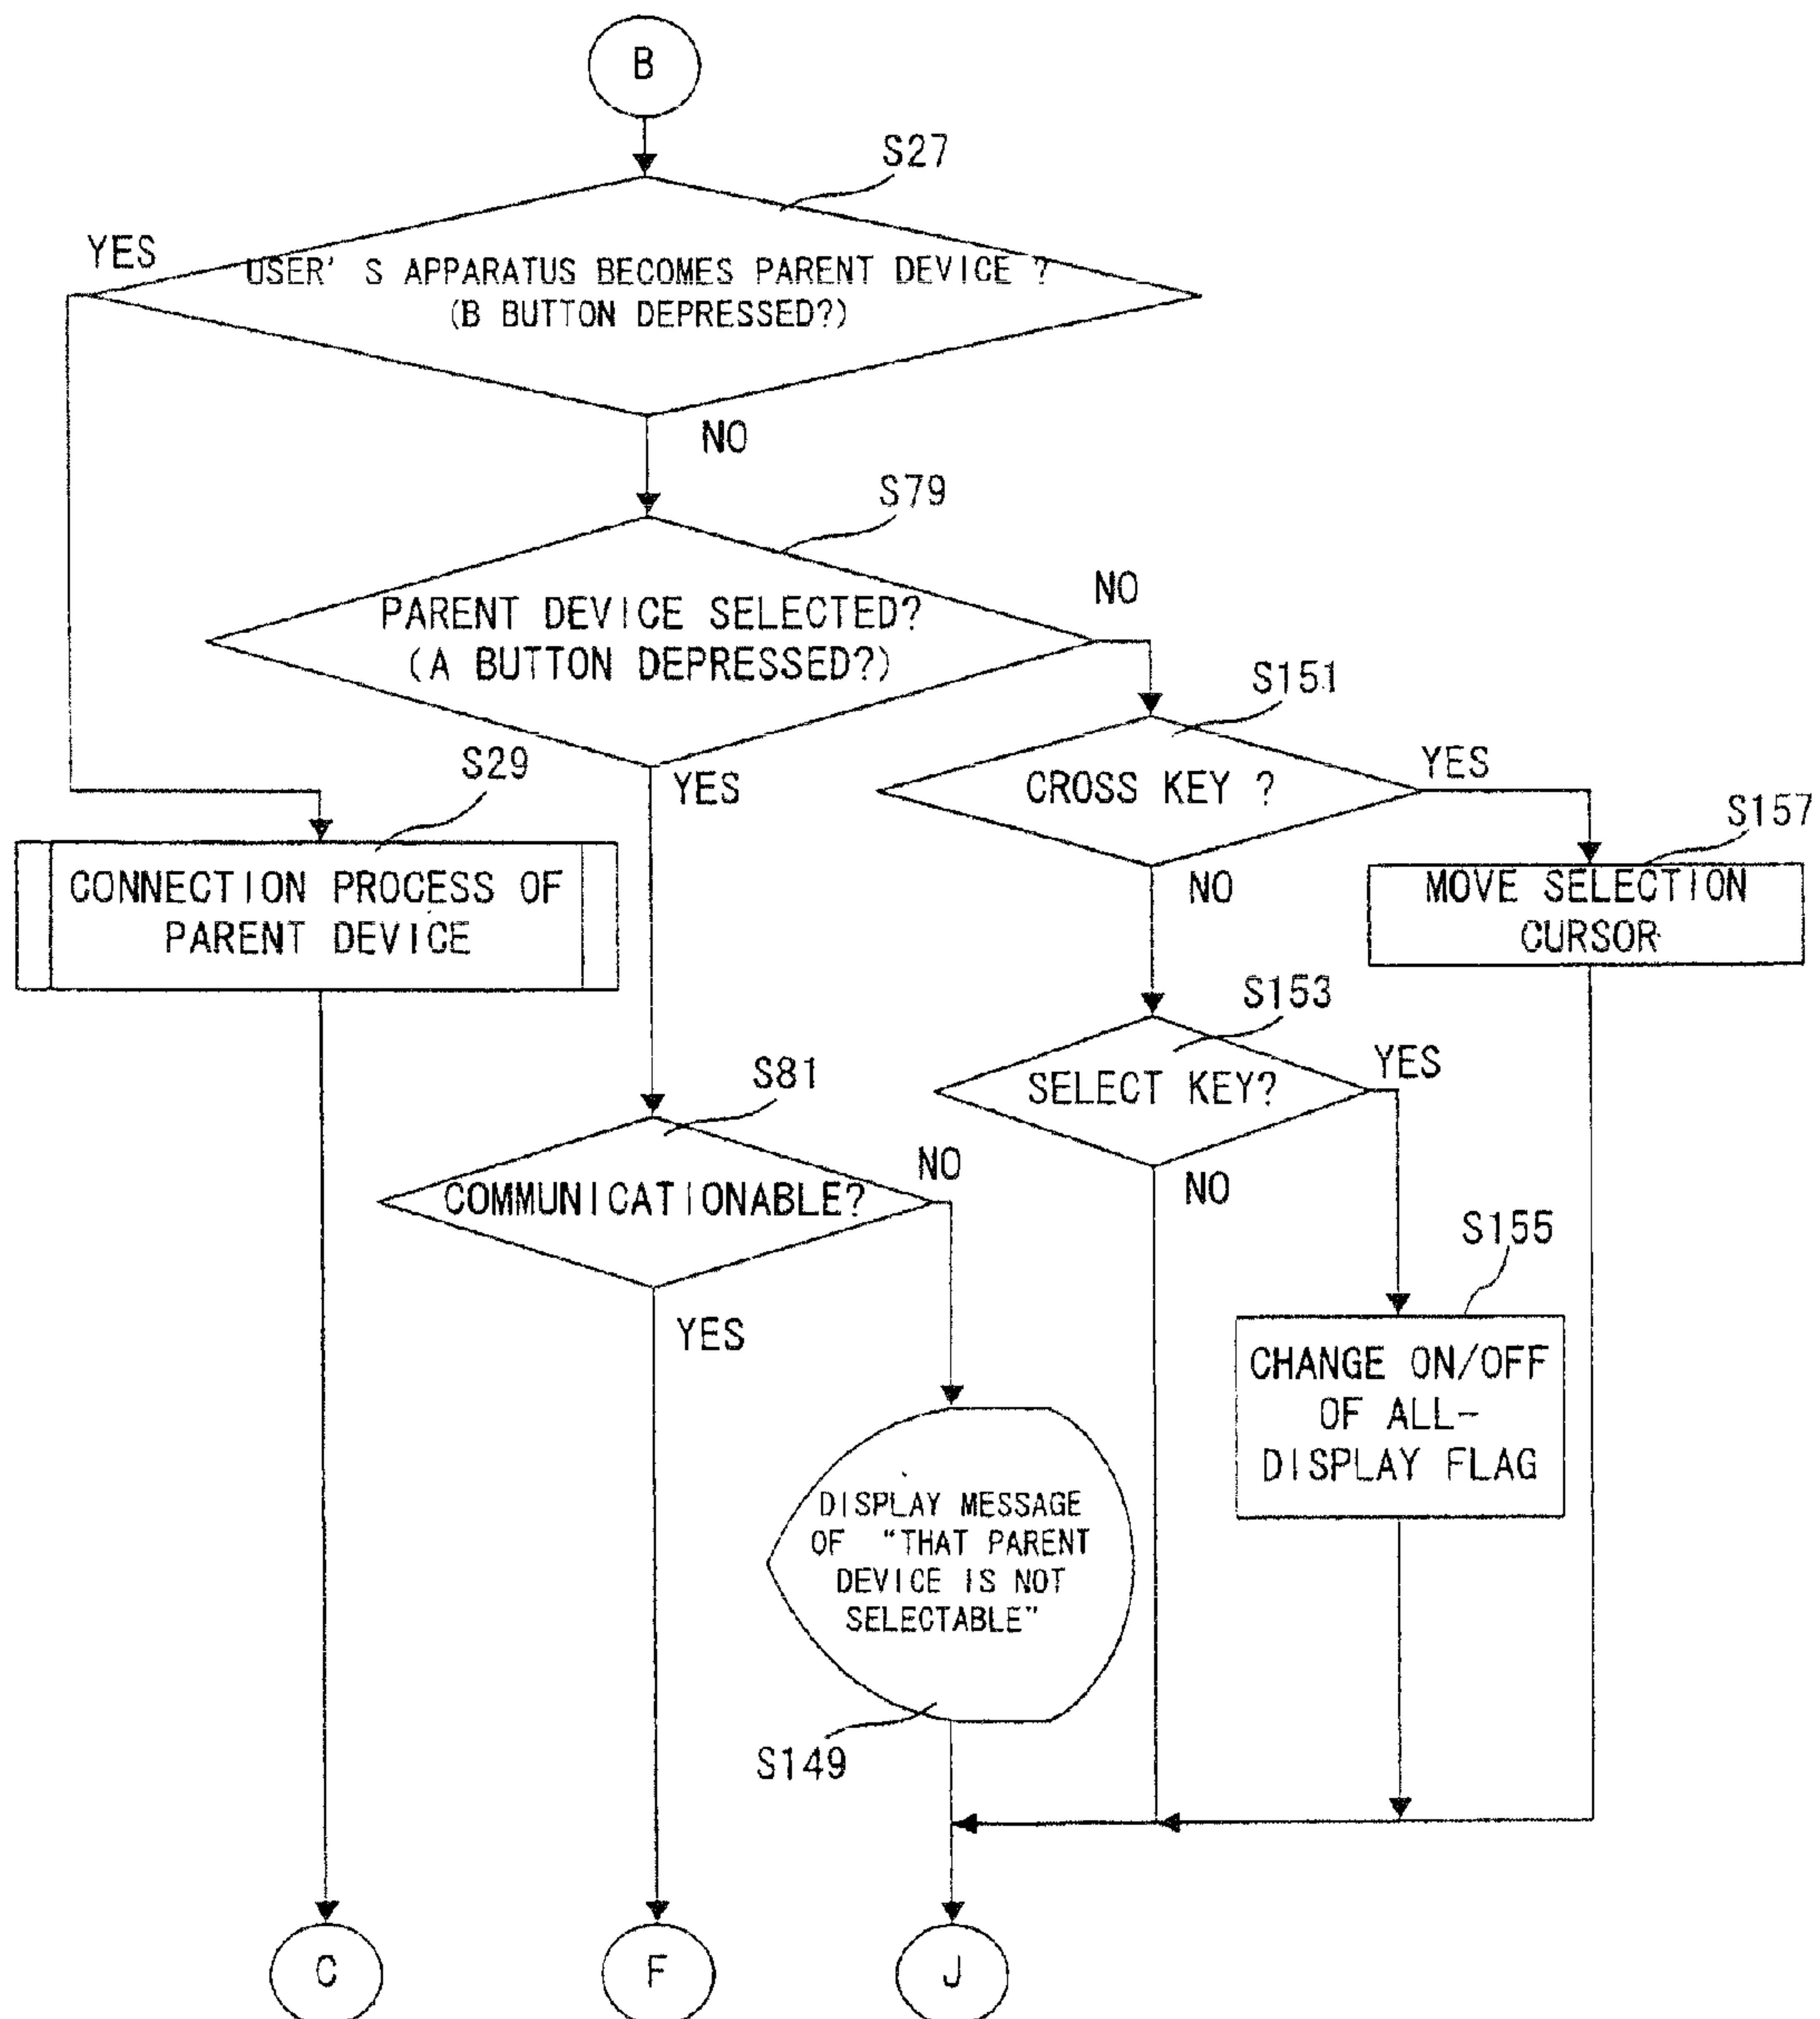 B
S27
YES
USER' S APPARATUS BECOMES PARENT DEVICE ?
(B BUTTON DEPRESSED?)
NO
S79
PARENT DEVICE SELECTED?
(A BUTTON DEPRESSED?)
NO
YES
S151
CROSS KEY ?
YES
NO
S29
CONNECTION PROCESS OF
PARENT DEVICE
S157
MOVE SELECTION
CURSOR
S153
SELECT KEY?
YES
NO
S81
COMMUNICATIONABLE?
NO
YES
S155
CHANGE ON/OFF
OF ALL-
DISPLAY FLAG
DISPLAY MESSAGE
OF "THAT PARENT
DEVICE IS NOT
SELECTABLE"
S149
C
F
J